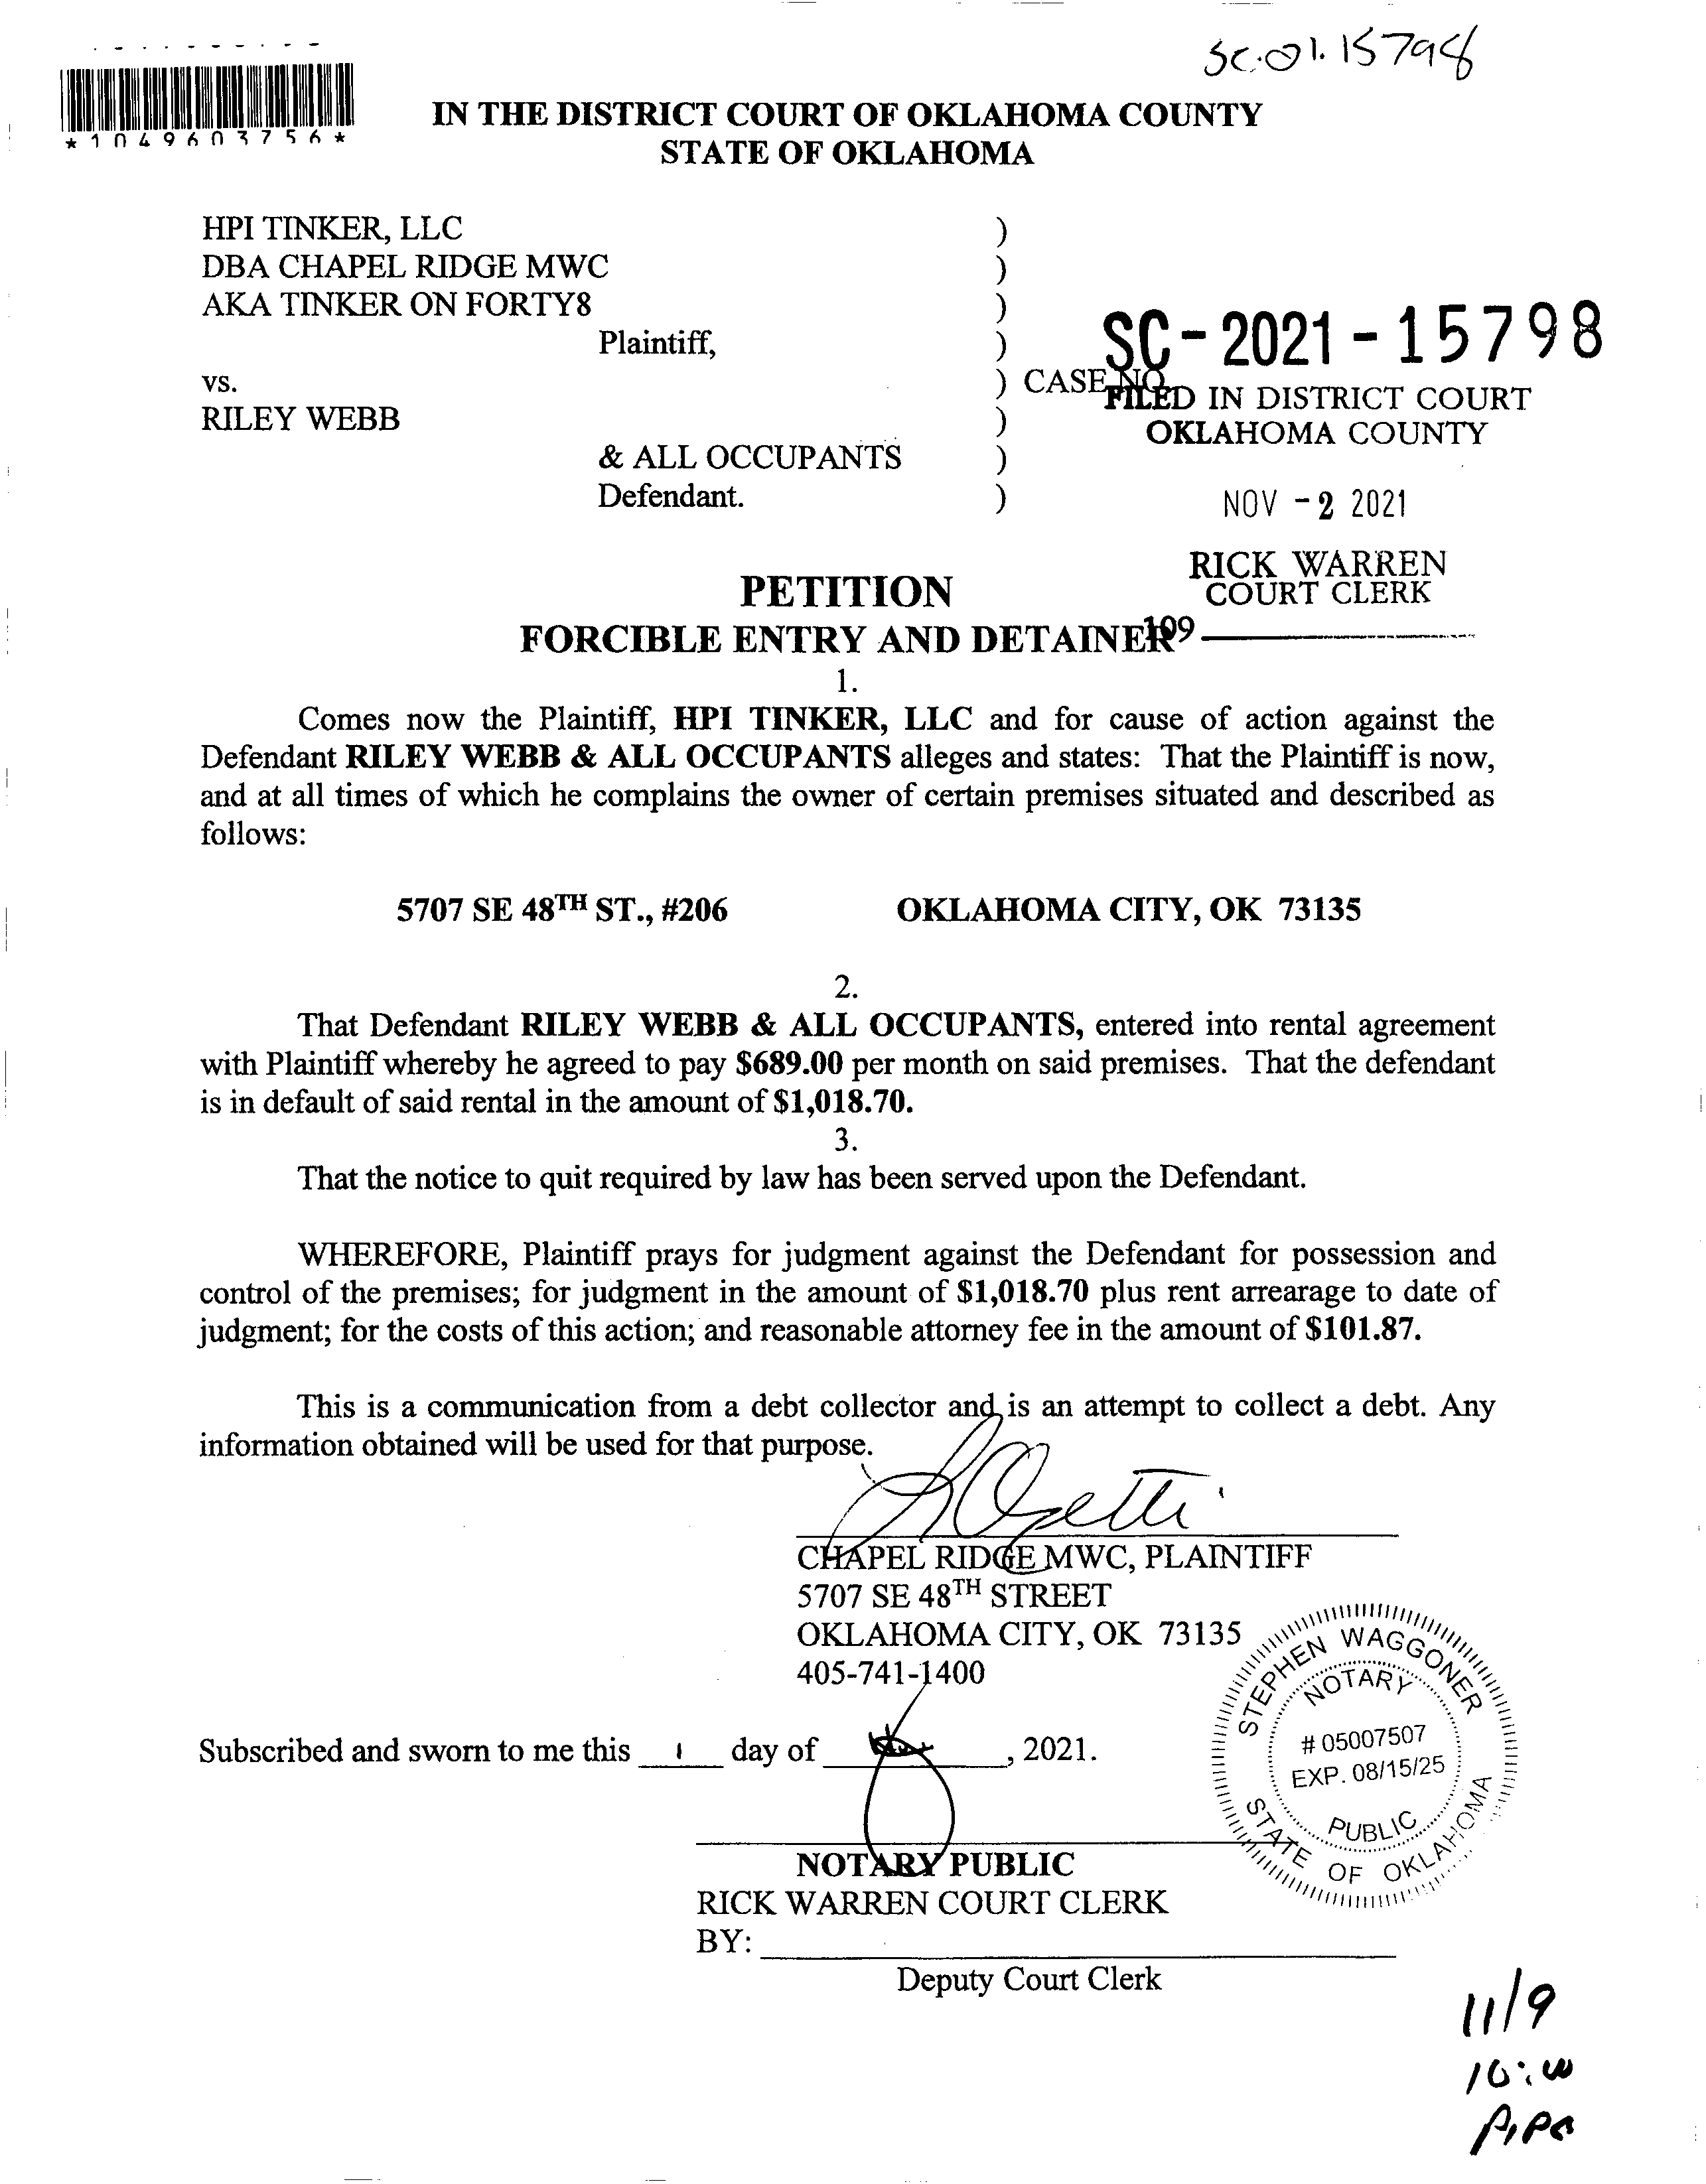 SC-01-15798
*1049603756*
IN THE DISTRICT COURT OF OKLAHOMA COUNTY
STATE OF OKLAHOMA
HPI TINKER, LLC )
DBA CHAPEL RIDGE MWC )
AKA TINKER ON FORTY8 )
Plaintiff, )
SC-2021-15798
vs. ) CASE NO.
FILED IN DISTRICT COURT
RILEY WEBB )
OKLAHOMA COUNTY
& ALL OCCUPANTS )
Defendant. )
NOV -2 2021
RICK WARREN
COURT CLERK
PETITION
FORCIBLE ENTRY AND DETAINER
109
1.
Comes now the Plaintiff, HPI TINKER, LLC and for cause of action against the
Defendant RILEY WEBB & ALL OCCUPANTS alleges and states: That the Plaintiff is now,
and at all times of which he complains the owner of certain premises situated and described as
follows:
5707 SE 48TH ST., #206 OKLAHOMA CITY, OK 73135
2.
That Defendant RILEY WEBB & ALL OCCUPANTS, entered into rental agreement
with Plaintiff whereby he agreed to pay $689.00 per month on said premises. That the defendant
is in default of said rental in the amount of $1,018.70.
3.
That the notice to quit required by law has been served upon the Defendant.
WHEREFORE, Plaintiff prays for judgment against the Defendant for possession and
control of the premises; for judgment in the amount of $1,018.70 plus rent arrearage to date of
judgment; for the costs of this action; and reasonable attorney fee in the amount of $101.87.
This is a communication from a debt collector and is an attempt to collect a debt. Any
information obtained will be used for that purpose.
CHAPEL RIDGE MWC, PLAINTIFF
5707 SE 48TH STREET
OKLAHOMA CITY, OK 73135
405-741-1400
STEPHEN WAGGONER
NOTARY
# 05007507
EXP. 08/15/25
PUBLIC
STATE OF OKLAHOMA
Subscribed and sworn to me this 1 day of , 2021.
NOTARY PUBLIC
RICK WARREN COURT CLERK
BY:
Deputy Court Clerk
11/9
10:00